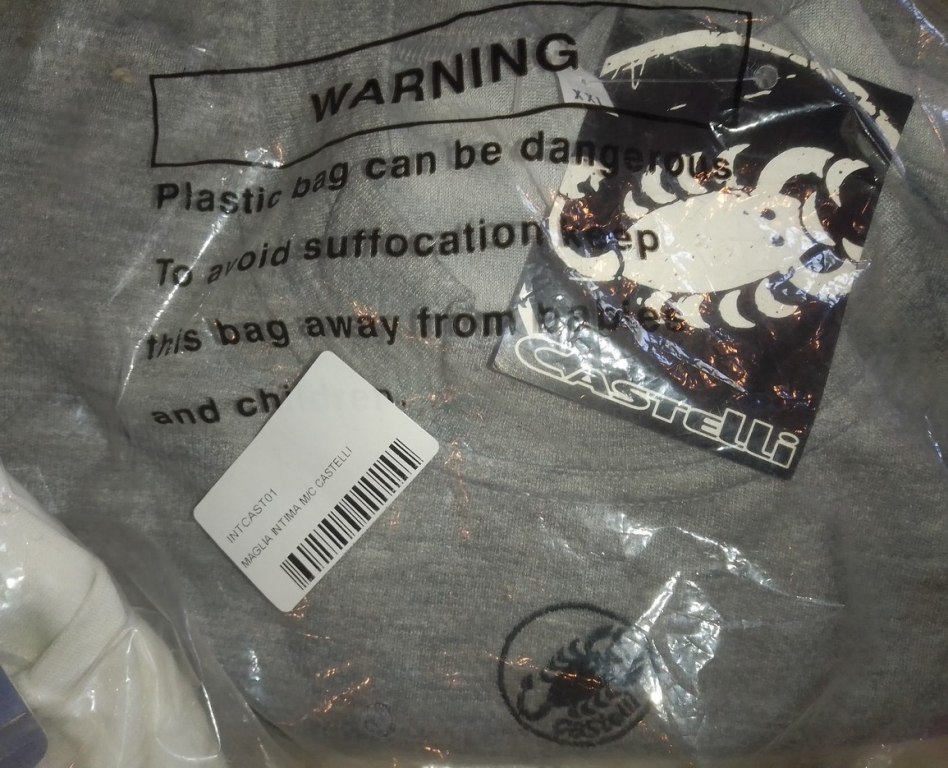 WARNING
XXL
Plastic bag can be dangerous
To avoid suffocation keep
this bag away from babies
and children.
Castelli
INTCAST01
MAGLIA INTIMA M/C CASTELLI
Castelli